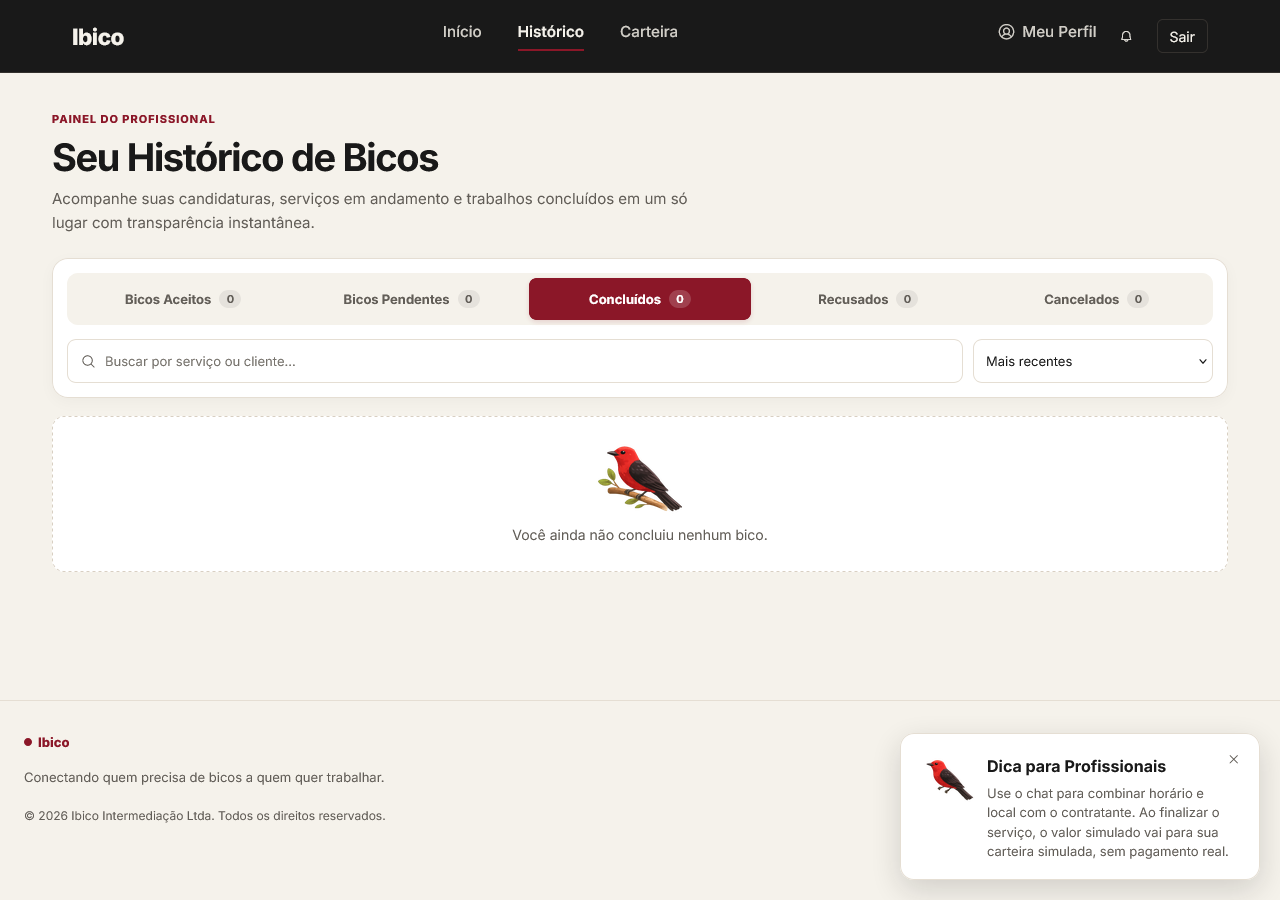 Ibico
Início
Histórico
Carteira
Meu Perfil
Sair
PAINEL DO PROFISSIONAL
Seu Histórico de Bicos
Acompanhe suas candidaturas, serviços em andamento e trabalhos concluídos em um só
lugar com transparência instantânea.
Bicos Aceitos 0
Bicos Pendentes 0
Concluídos 0
Recusados 0
Cancelados 0
Buscar por serviço ou cliente...
Mais recentes
Você ainda não concluiu nenhum bico.
Ibico
Conectando quem precisa de bicos a quem quer trabalhar.
© 2026 Ibico Intermediação Ltda. Todos os direitos reservados.
Dica para Profissionais
Use o chat para combinar horário e
local com o contratante. Ao finalizar o
serviço, o valor simulado vai para sua
carteira simulada, sem pagamento real.